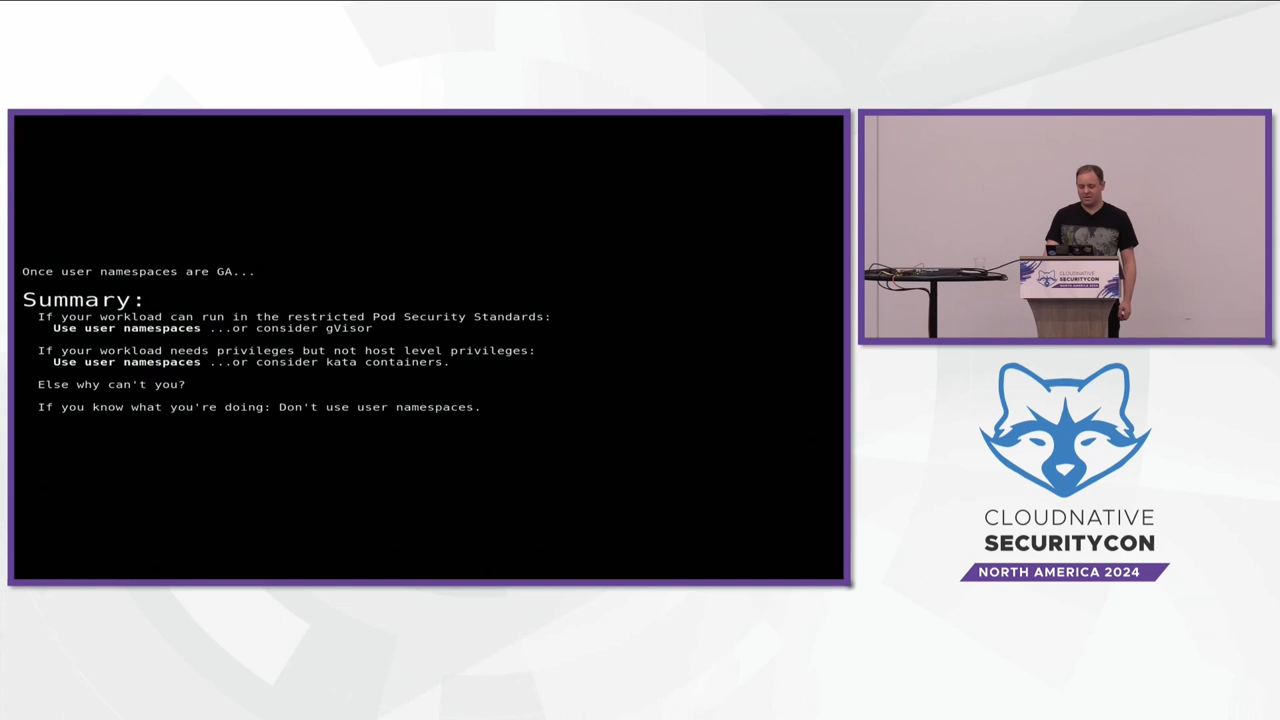 Once user namespaces are GA...
Summary:
If your workload can run in the restricted Pod Security Standards:
Use user namespaces ...or consider gVisor
If your workload needs privileges but not host level privileges:
Use user namespaces ...or consider kata containers.
Else why can't you?
If you know what you're doing: Don't use user namespaces.
CLOUDNATIVE
SECURITYCON
CLOUDNATIVE
SECURITYCON
NORTH AMERICA 2024